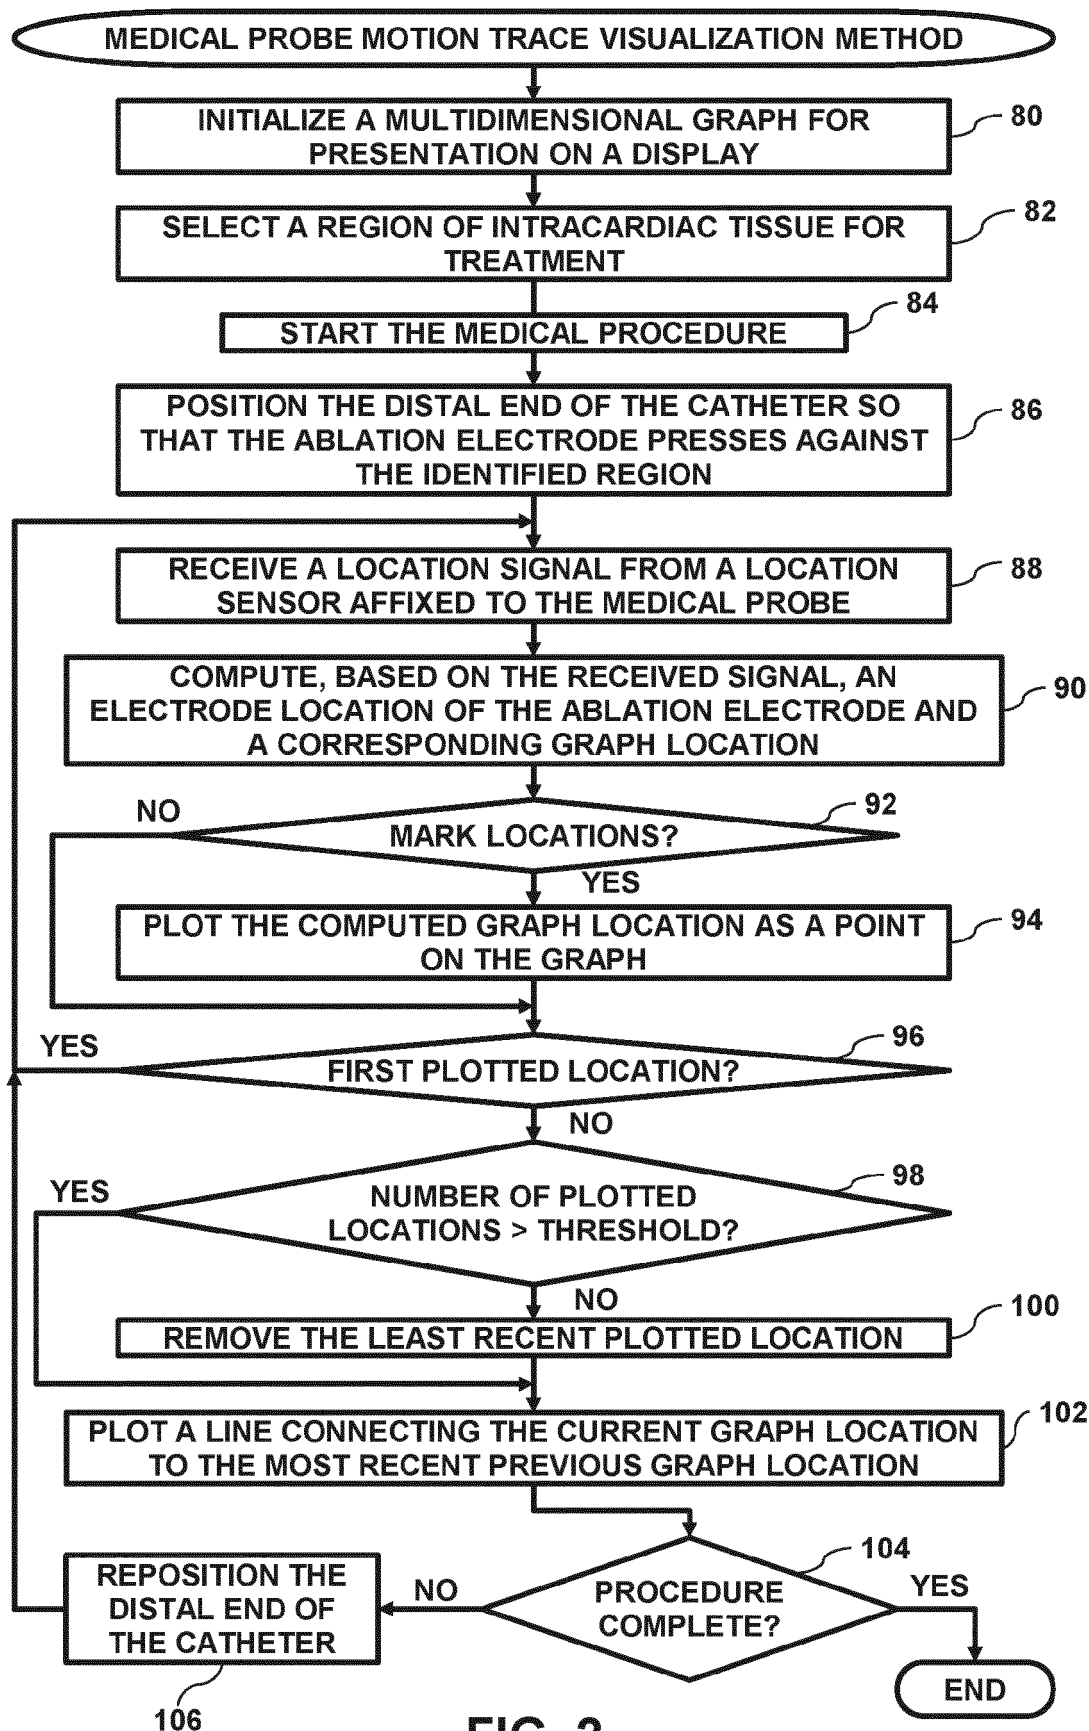 MEDICAL PROBE MOTION TRACE VISUALIZATION METHOD
INITIALIZE A MULTIDIMENSIONAL GRAPH FOR
PRESENTATION ON A DISPLAY
80
SELECT A REGION OF INTRACARDIAC TISSUE FOR
TREATMENT
82
START THE MEDICAL PROCEDURE
84
POSITION THE DISTAL END OF THE CATHETER SO
THAT THE ABLATION ELECTRODE PRESSES AGAINST
THE IDENTIFIED REGION
86
RECEIVE A LOCATION SIGNAL FROM A LOCATION
SENSOR AFFIXED TO THE MEDICAL PROBE
88
COMPUTE, BASED ON THE RECEIVED SIGNAL, AN
ELECTRODE LOCATION OF THE ABLATION ELECTRODE AND
A CORRESPONDING GRAPH LOCATION
90
NO
MARK LOCATIONS?
92
YES
PLOT THE COMPUTED GRAPH LOCATION AS A POINT
ON THE GRAPH
94
YES
FIRST PLOTTED LOCATION?
96
NO
YES
NUMBER OF PLOTTED
LOCATIONS > THRESHOLD?
98
NO
REMOVE THE LEAST RECENT PLOTTED LOCATION
100
PLOT A LINE CONNECTING THE CURRENT GRAPH LOCATION
TO THE MOST RECENT PREVIOUS GRAPH LOCATION
102
REPOSITION THE
DISTAL END OF
THE CATHETER
106
NO
PROCEDURE
COMPLETE?
104
YES
END
FIG. 2